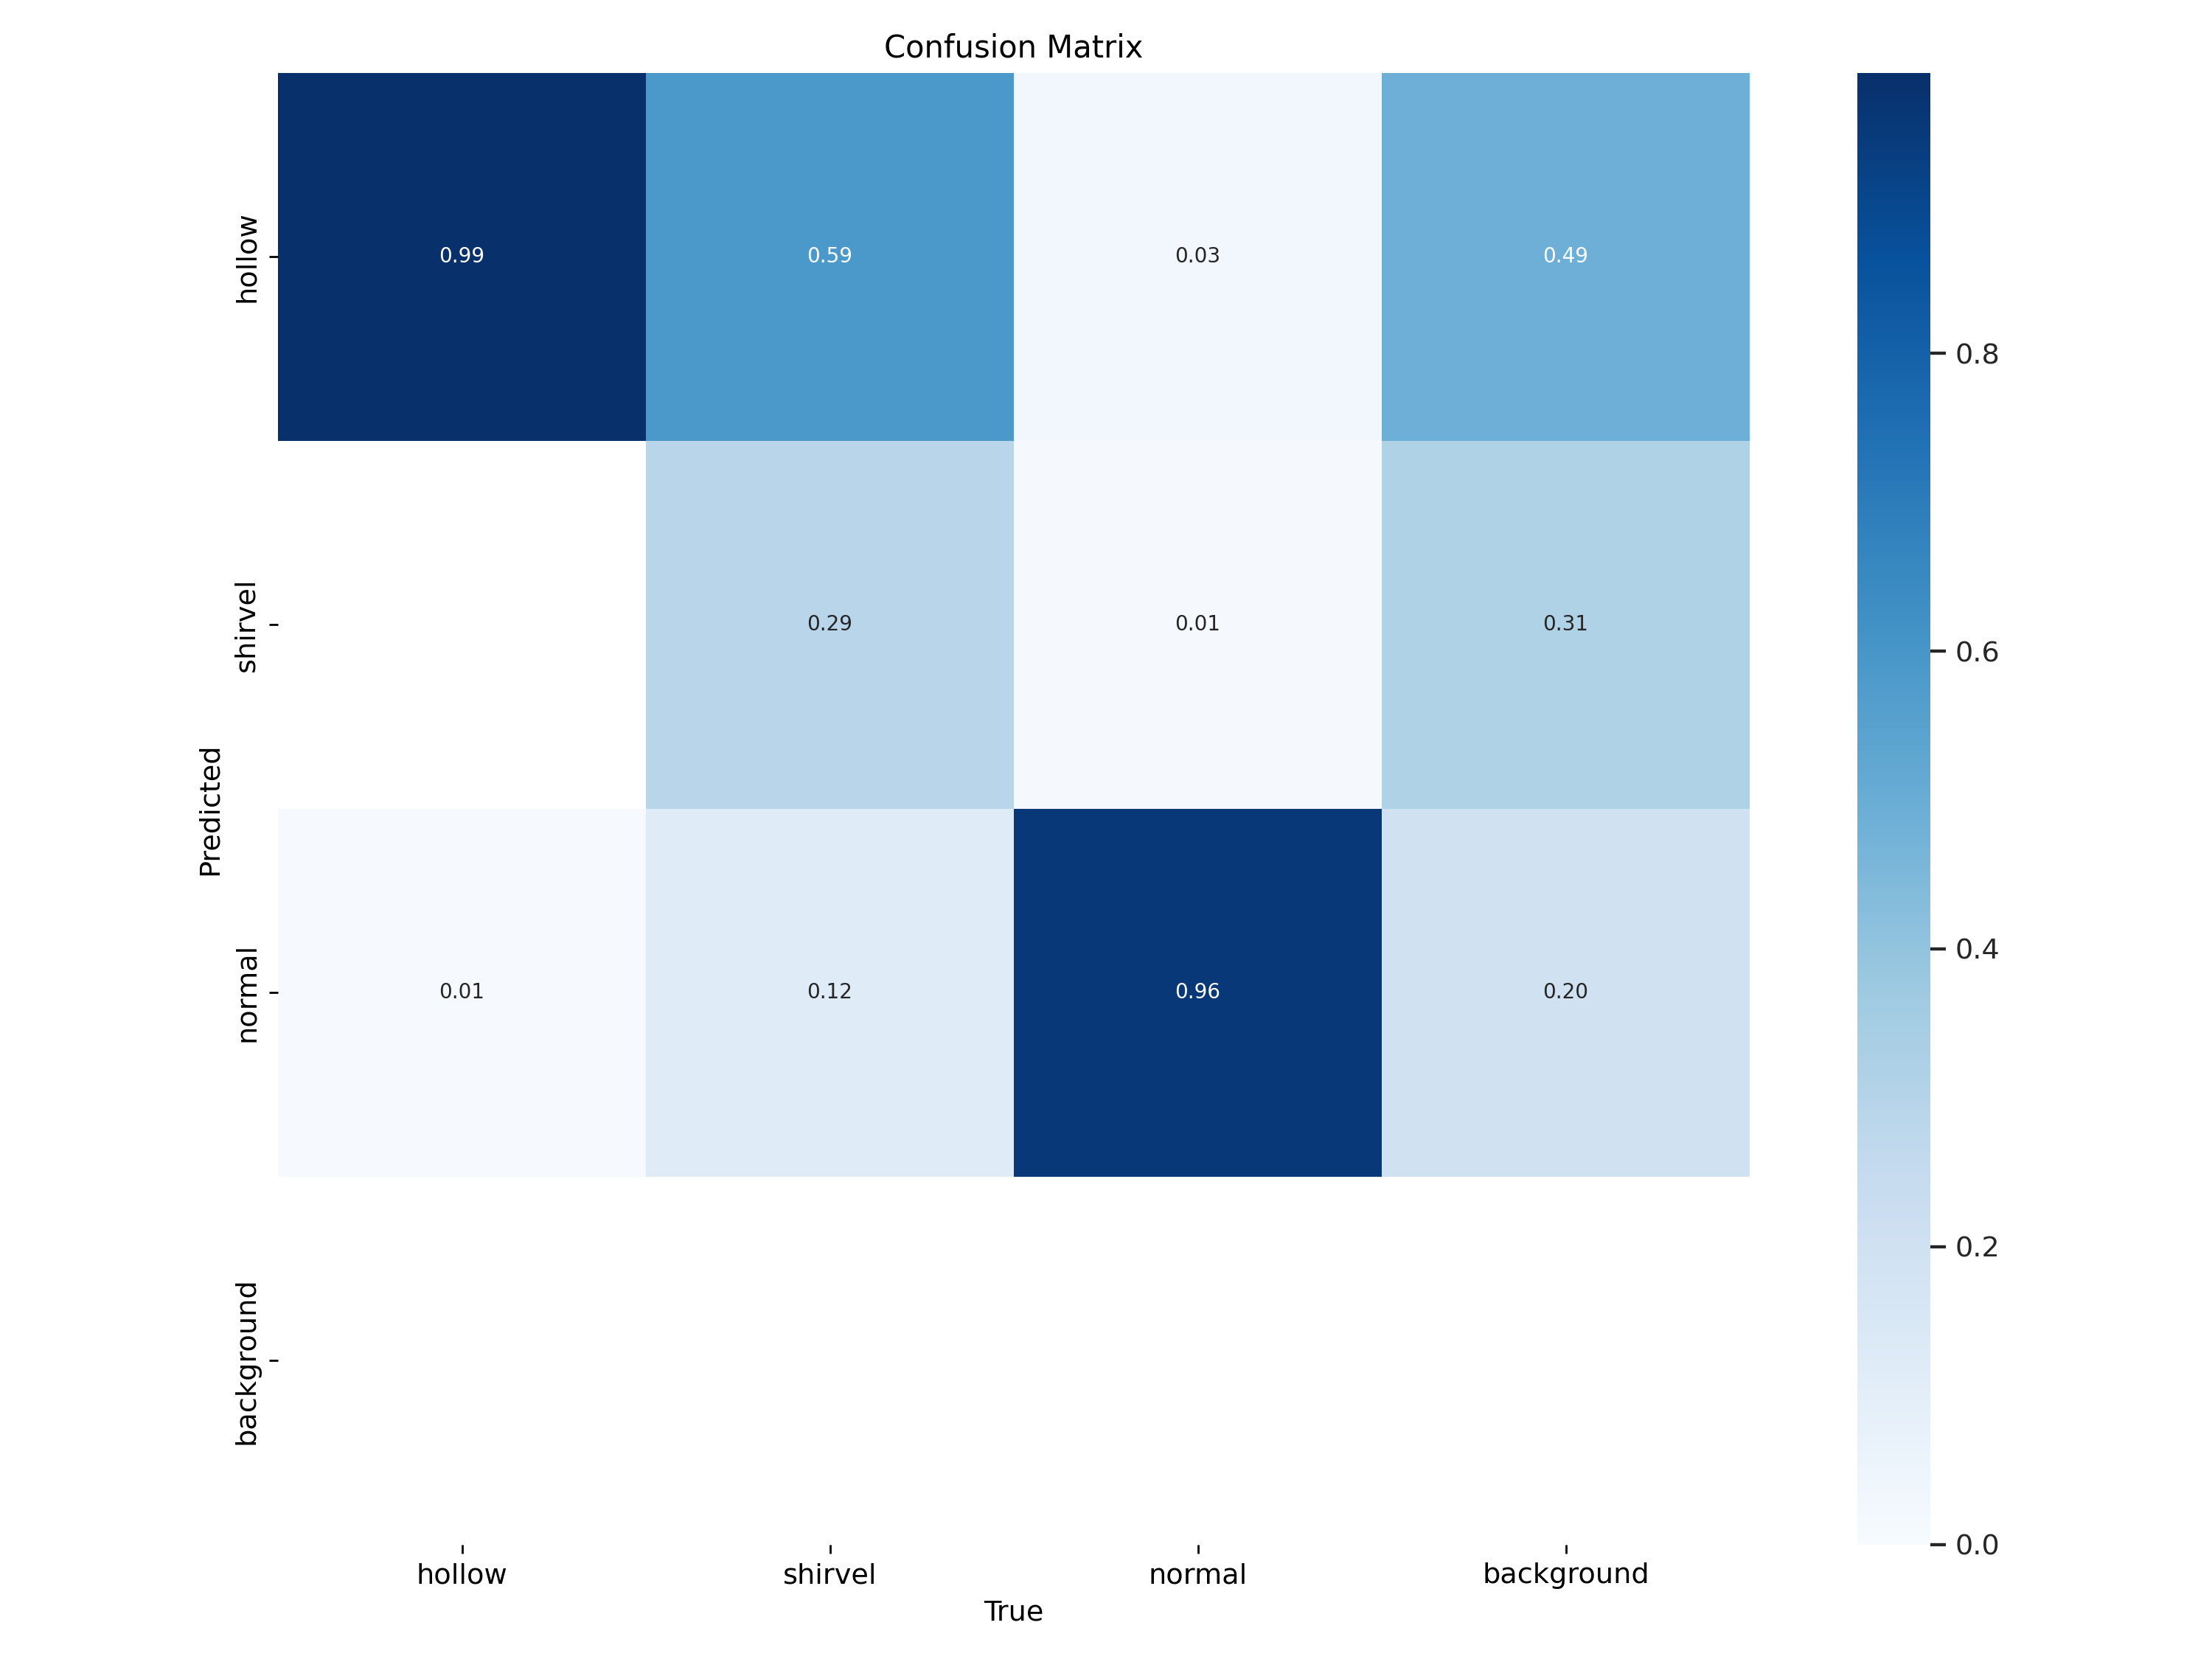 Confusion Matrix
hollow
0.99
0.59
0.03
0.49
0.8
shirvel
0.29
0.01
0.31
0.6
Predicted
normal
0.01
0.12
0.96
0.20
0.4
background
0.2
0.0
hollow
shirvel
normal
background
True